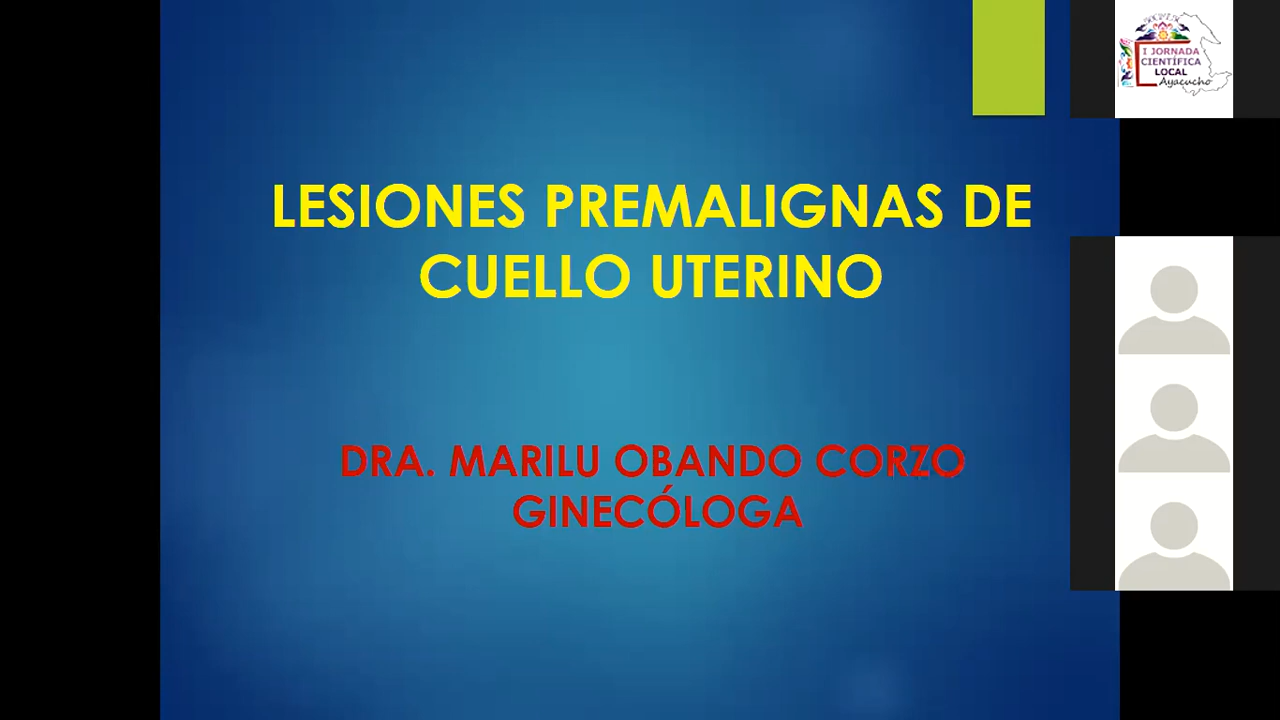 LESIONES PREMALIGNAS DE
CUELLO UTERINO
DRA. MARILU OBANDO CORZO
GINECÓLOGA
I JORNADA
CIENTÍFICA
LOCAL
Ayacucho